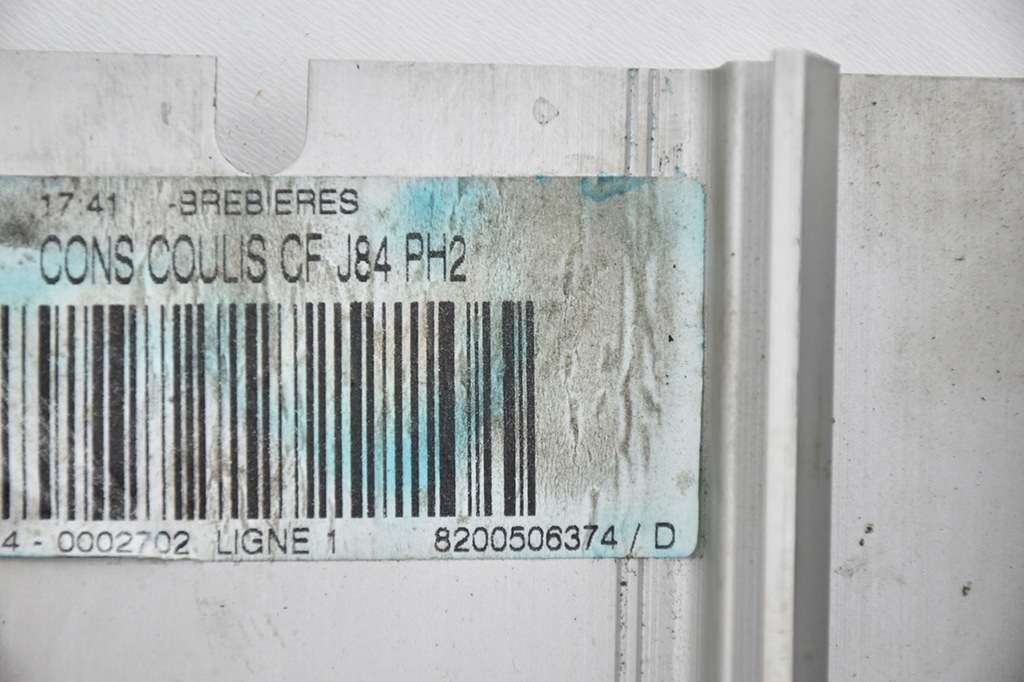 17:41 -BREBIERES
CONS COULIS CF J84 PH2
4 - 0002702 LIGNE 1 8200506374 / D